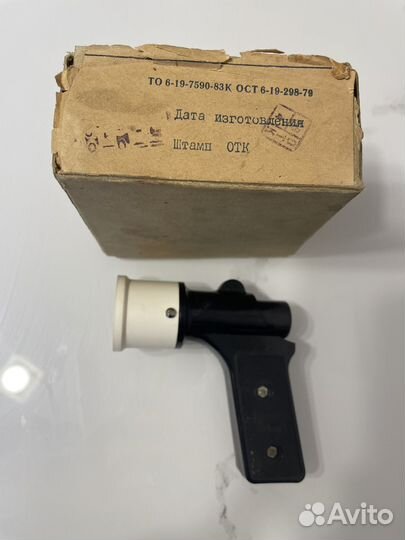 ТО 6-19-7590-83К ОСТ 6-19-298-79
Дата изготовления
Штамп ОТК
Avito